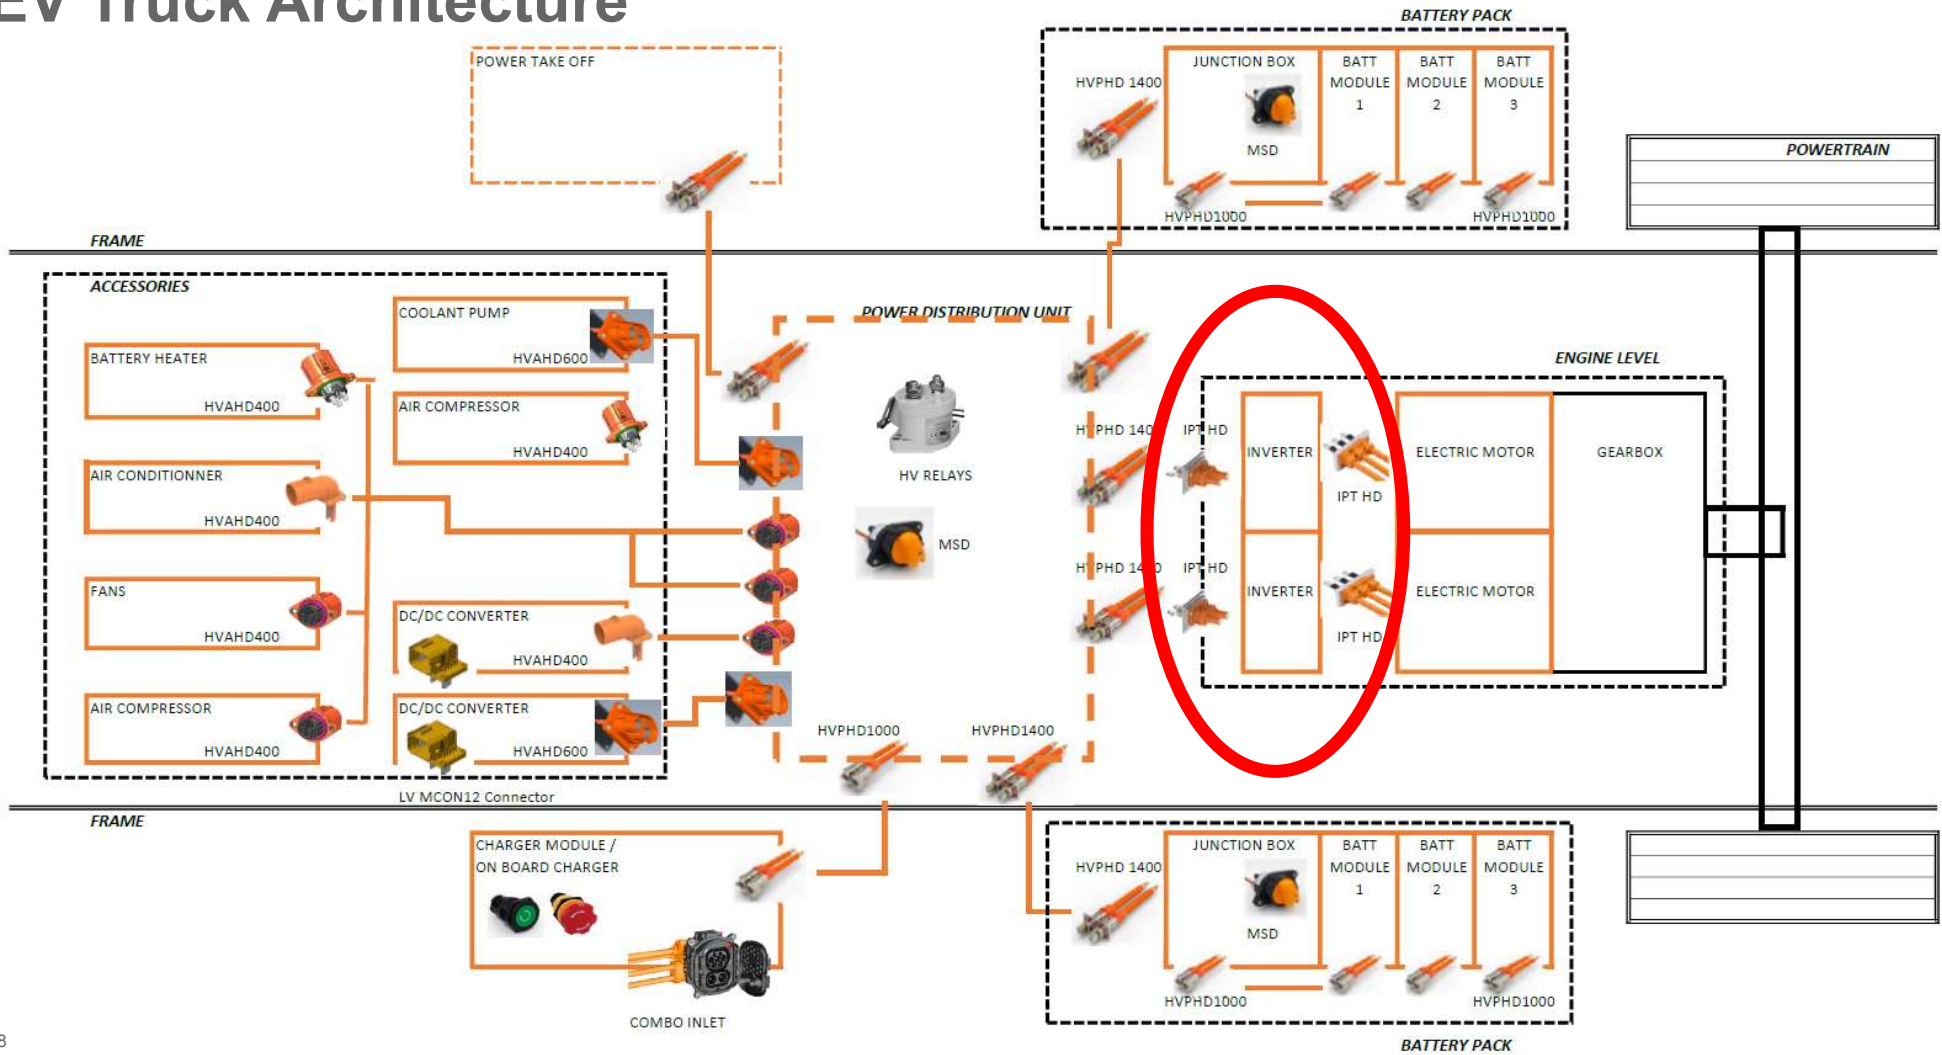 EV Truck Architecture
BATTERY PACK
POWER TAKE OFF
HVPHD 1400
JUNCTION BOX
MSD
BATT
MODULE
1
BATT
MODULE
2
BATT
MODULE
3
HVPHD1000
HVPHD1000
POWERTRAIN
FRAME
ACCESSORIES
BATTERY HEATER
HVAHD400
AIR CONDITIONNER
HVAHD400
FANS
HVAHD400
AIR COMPRESSOR
HVAHD400
COOLANT PUMP
HVAHD600
AIR COMPRESSOR
HVAHD400
DC/DC CONVERTER
HVAHD400
DC/DC CONVERTER
HVAHD600
LV MCON12 Connector
POWER DISTRIBUTION UNIT
HV RELAYS
MSD
HVPHD1000
HVPHD1400
HVPHD 1400
HVPHD 1400
ENGINE LEVEL
IPT HD
INVERTER
IPT HD
ELECTRIC MOTOR
GEARBOX
IPT HD
INVERTER
IPT HD
ELECTRIC MOTOR
FRAME
CHARGER MODULE /
ON BOARD CHARGER
COMBO INLET
HVPHD 1400
JUNCTION BOX
MSD
BATT
MODULE
1
BATT
MODULE
2
BATT
MODULE
3
HVPHD1000
HVPHD1000
BATTERY PACK
8